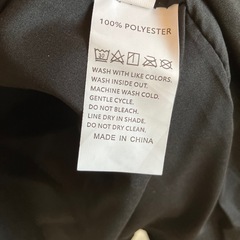 100% POLYESTER
WASH WITH LIKE COLORS.
WASH INSIDE OUT.
MACHINE WASH COLD.
GENTLE CYCLE.
DO NOT BLEACH.
LINE DRY IN SHADE.
DO NOT DRY CLEAN.
MADE IN CHINA